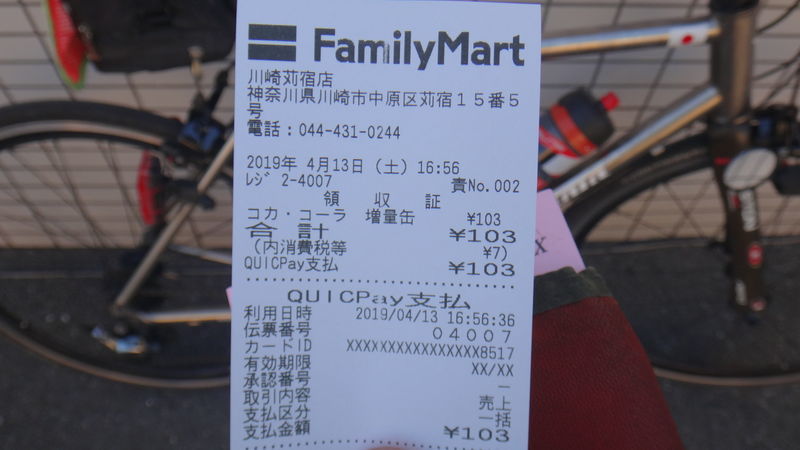 FamilyMart
川崎苅宿店
神奈川県川崎市中原区苅宿15番5
号
電話：044-431-0244
2019年 4月13日（土）16:56
ﾚｼﾞ 2-4007 責No.002
領 収 証
コカ・コーラ 増量缶 ¥103
合 計 ¥103
（内消費税等 ¥7）
QUICPay支払 ¥103
QUICPay支払
利用日時 2019/04/13 16:56:36
伝票番号 04007
カードID XXXXXXXXXXXXXXXX8517
有効期限 XX/XX
承認番号 －
取引内容 売上
支払区分 一括
支払金額 ¥103